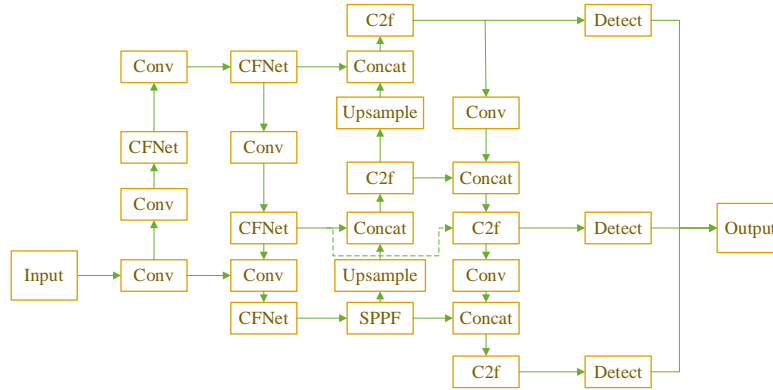 C2f
Detect
Conv
CFNet
Concat
Upsample
Conv
CFNet
Conv
C2f
Concat
Conv
CFNet
Concat
C2f
Detect
Output
Input
Conv
Conv
Upsample
Conv
CFNet
SPPF
Concat
C2f
Detect